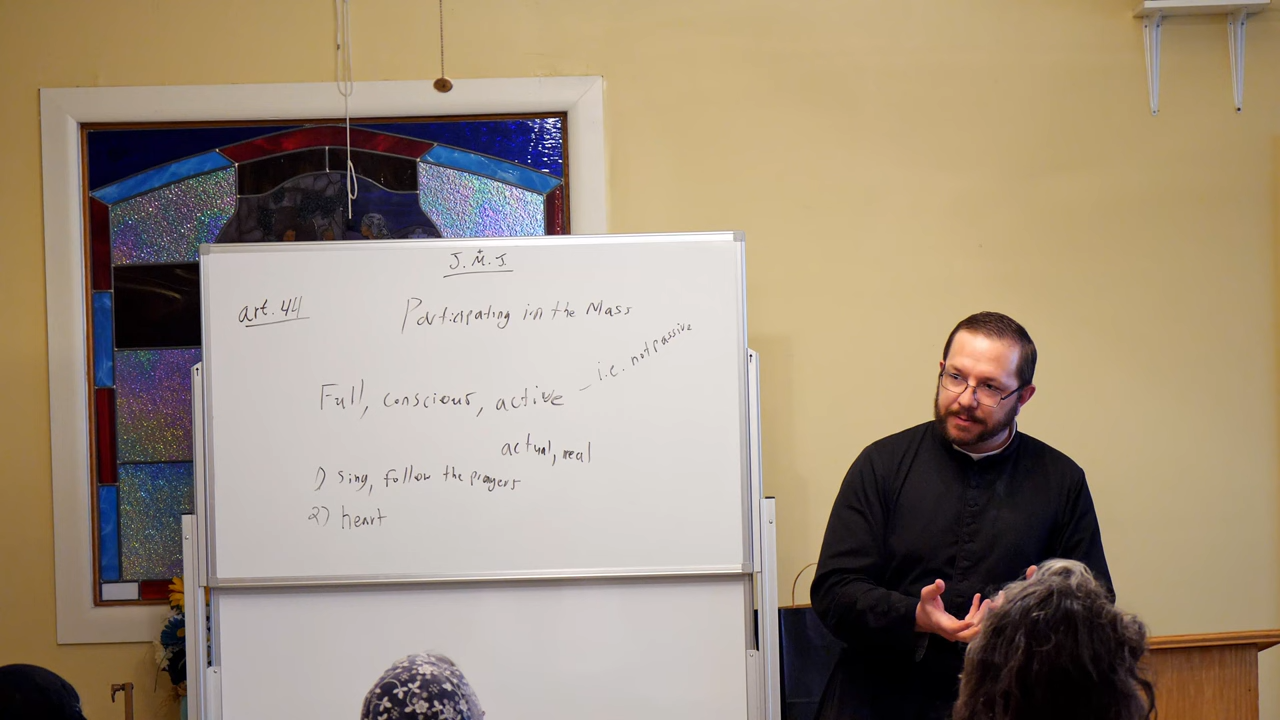 J. M. J.
art. 44
Participating in the Mass
Full, conscious, active – i.e. not passive
actual, real
1) sing, follow the prayers
2) heart